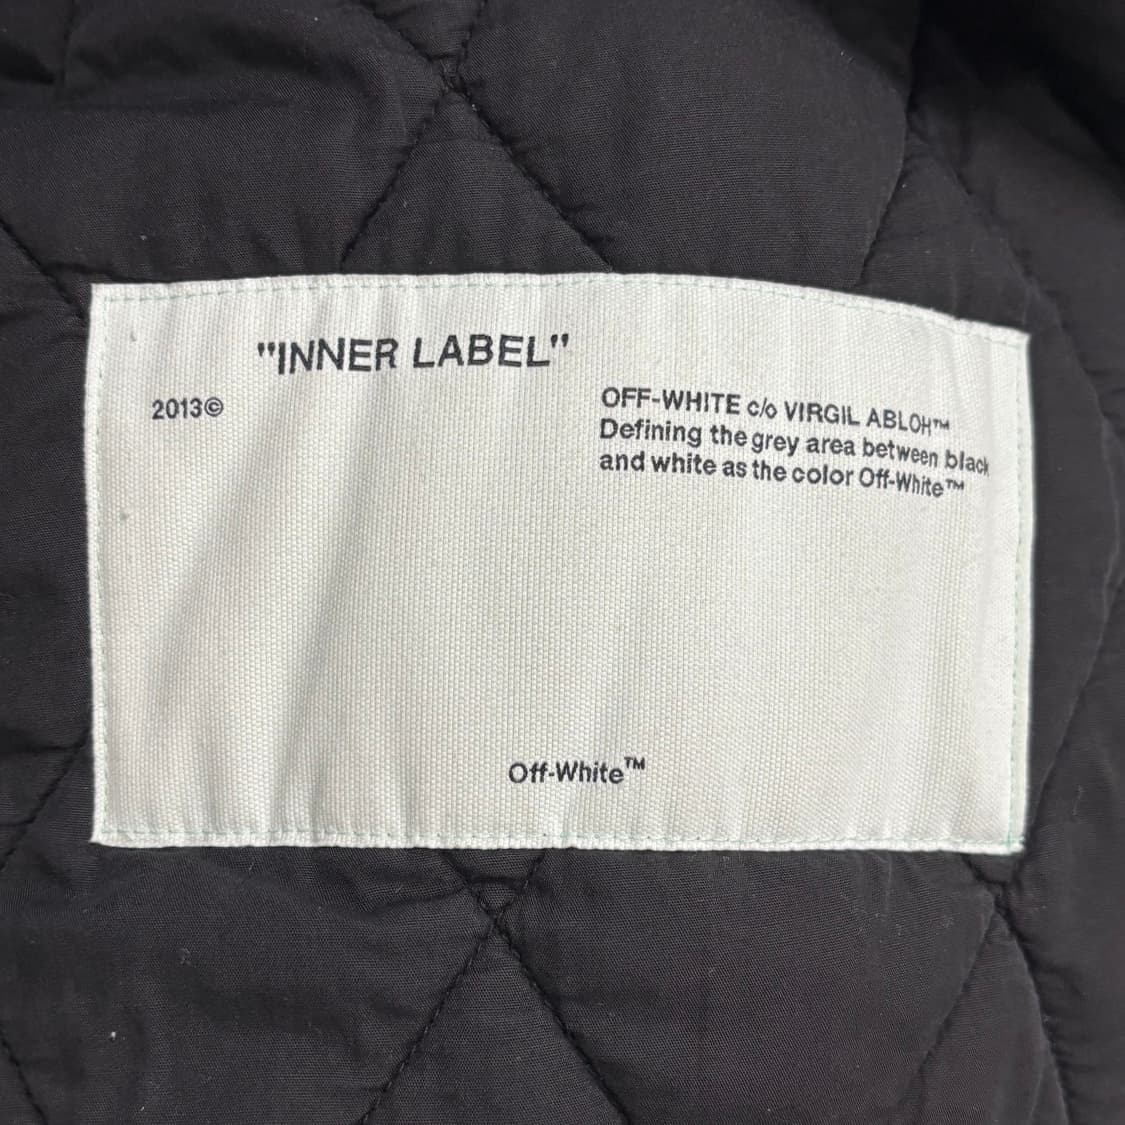 "INNER LABEL"
2013©
OFF-WHITE c/o VIRGIL ABLOH™
Defining the grey area between black
and white as the color Off-White™
Off-White™